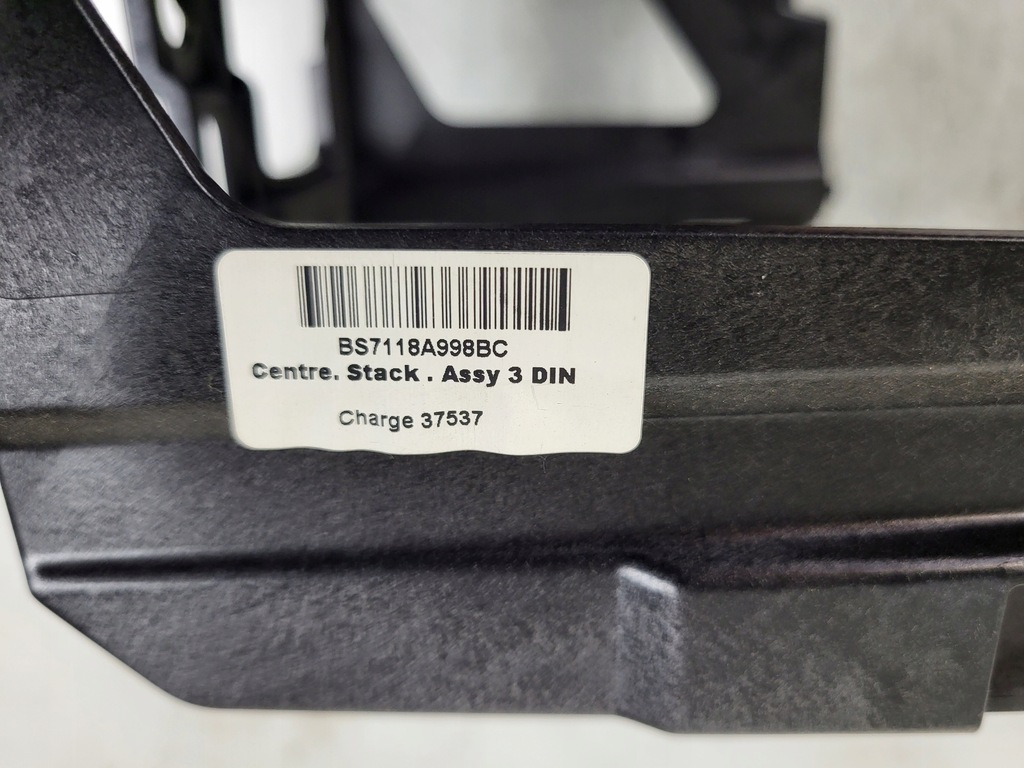 BS7118A998BC
Centre. Stack . Assy 3 DIN
Charge 37537